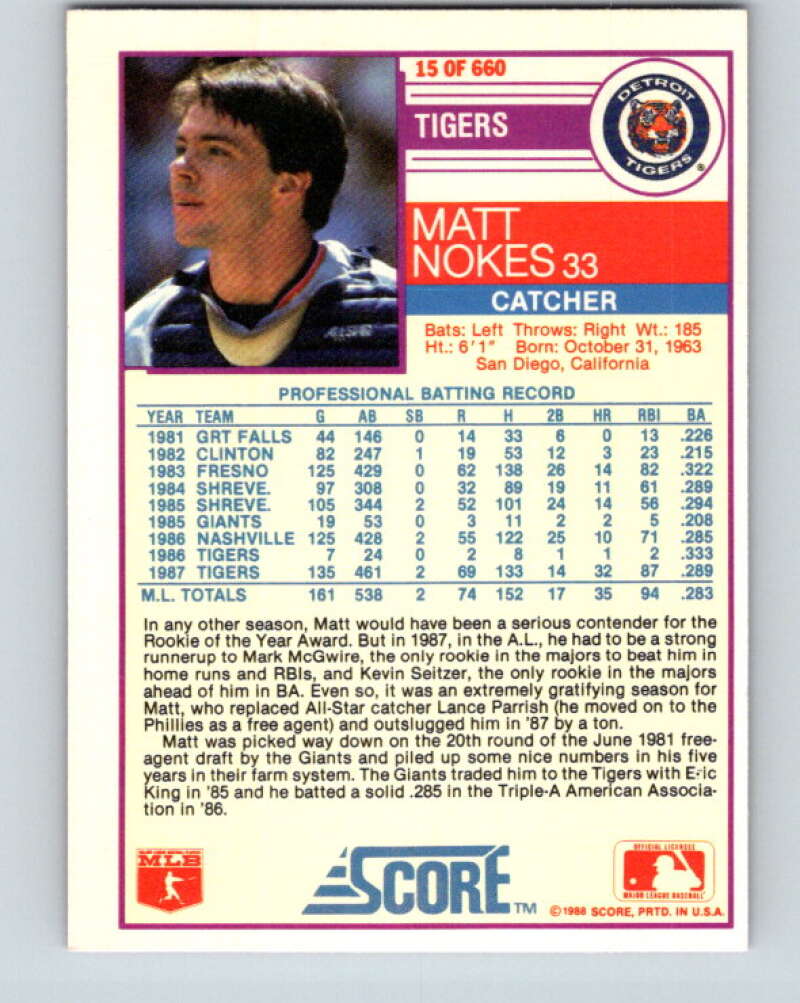 15 OF 660
TIGERS
DETROIT
TIGERS ®
MATT
NOKES 33
CATCHER
Bats: Left Throws: Right Wt.: 185
Ht.: 6'1" Born: October 31, 1963
San Diego, California
PROFESSIONAL BATTING RECORD
YEAR TEAM G AB SB R H 2B HR RBI BA
1981 GRT FALLS 44 146 0 14 33 6 0 13 .226
1982 CLINTON 82 247 1 19 53 12 3 23 .215
1983 FRESNO 125 429 0 62 138 26 14 82 .322
1984 SHREVE. 97 308 0 32 89 19 11 61 .289
1985 SHREVE. 105 344 2 52 101 24 14 56 .294
1985 GIANTS 19 53 0 3 11 2 2 5 .208
1986 NASHVILLE 125 428 2 55 122 25 10 71 .285
1986 TIGERS 7 24 0 2 8 1 1 2 .333
1987 TIGERS 135 461 2 69 133 14 32 87 .289
M.L. TOTALS 161 538 2 74 152 17 35 94 .283
In any other season, Matt would have been a serious contender for the
Rookie of the Year Award. But in 1987, in the A.L., he had to be a strong
runnerup to Mark McGwire, the only rookie in the majors to beat him in
home runs and RBIs, and Kevin Seitzer, the only rookie in the majors
ahead of him in BA. Even so, it was an extremely gratifying season for
Matt, who replaced All-Star catcher Lance Parrish (he moved on to the
Phillies as a free agent) and outslugged him in '87 by a ton.
Matt was picked way down on the 20th round of the June 1981 free-
agent draft by the Giants and piled up some nice numbers in his five
years in their farm system. The Giants traded him to the Tigers with Eric
King in '85 and he batted a solid .285 in the Triple-A American Associa-
tion in '86.
MLB
SCORE™
OFFICIAL LICENSEE
MAJOR LEAGUE BASEBALL
©1988 SCORE, PRTD. IN U.S.A.